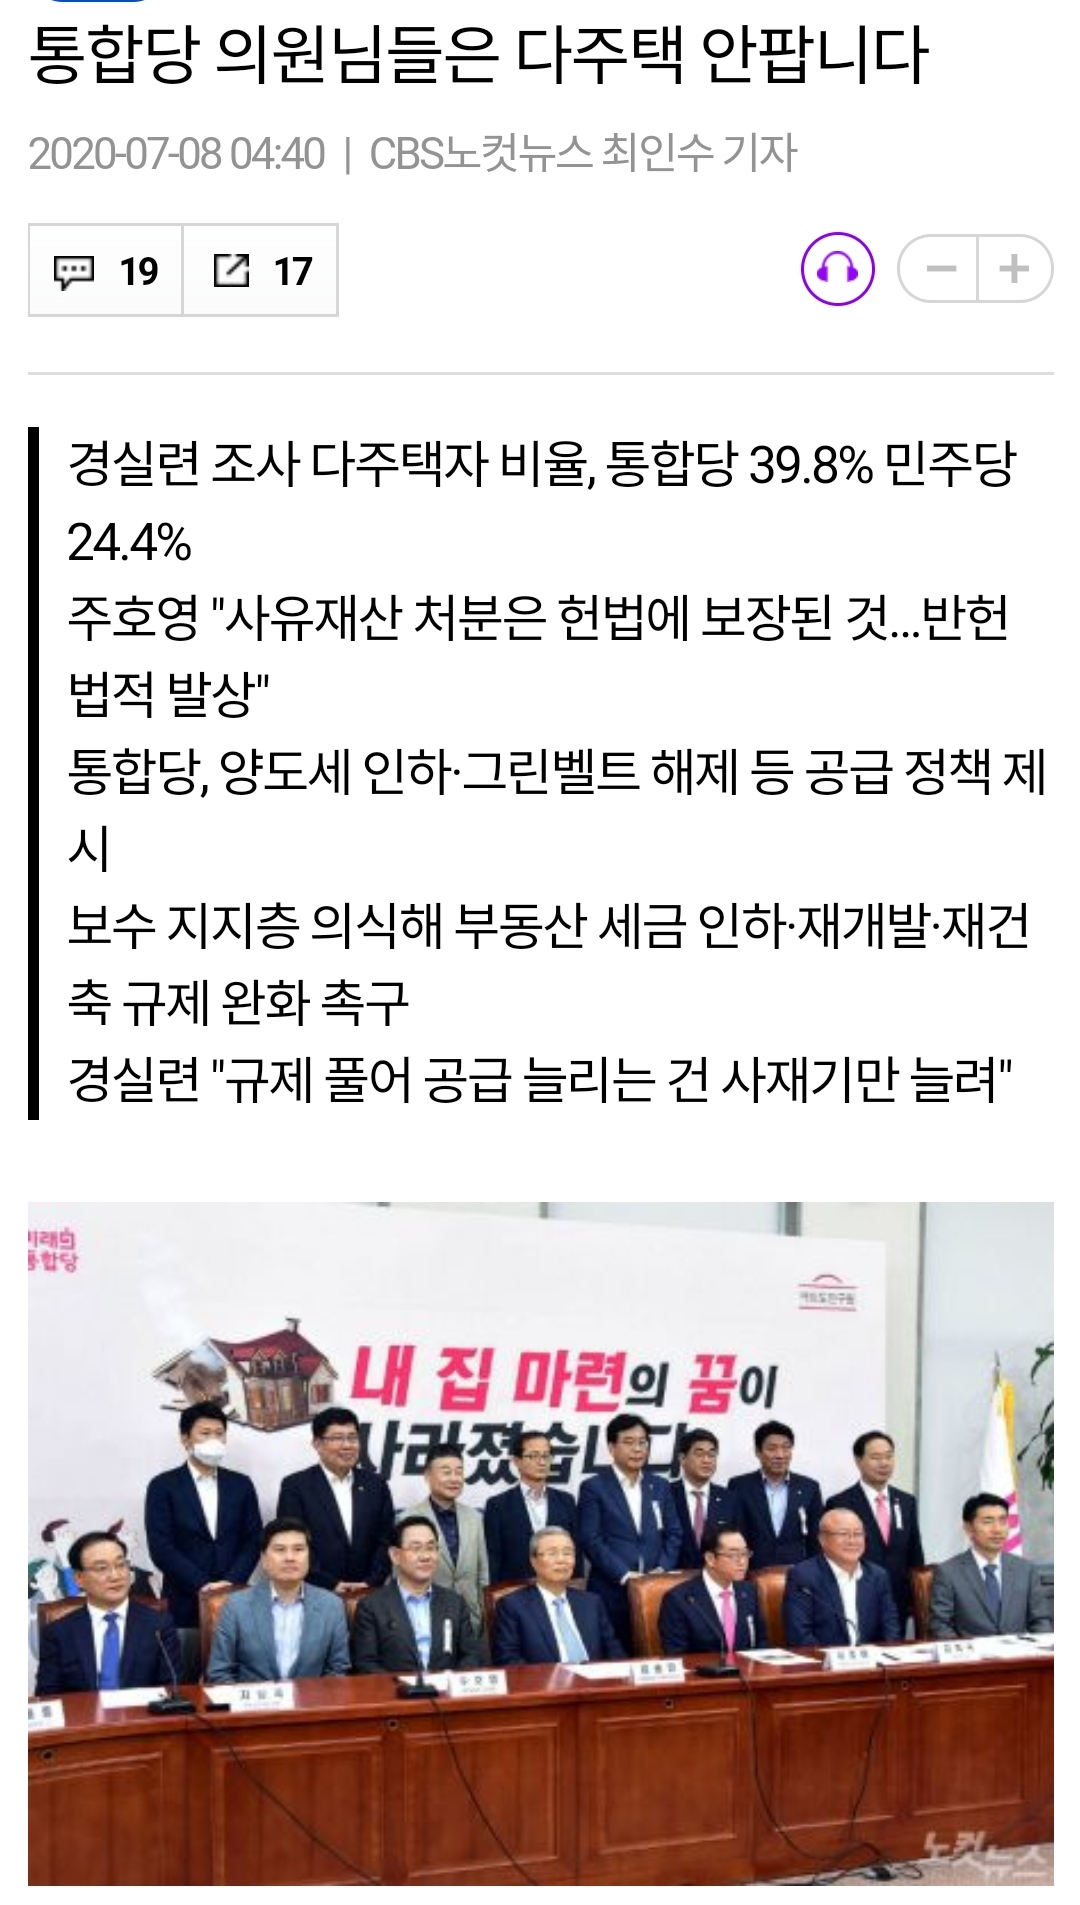 통합당 의원님들은 다주택 안팝니다
2020-07-08 04:40 | CBS노컷뉴스 최인수 기자
19
17
경실련 조사 다주택자 비율, 통합당 39.8% 민주당
24.4%
주호영 "사유재산 처분은 헌법에 보장된 것...반헌
법적 발상"
통합당, 양도세 인하·그린벨트 해제 등 공급 정책 제
시
보수 지지층 의식해 부동산 세금 인하·재개발·재건
축 규제 완화 촉구
경실련 "규제 풀어 공급 늘리는 건 사재기만 늘려"
미래를
통합당
여의도연구원
내 집 마련의 꿈이
사라졌습니다
노컷뉴스